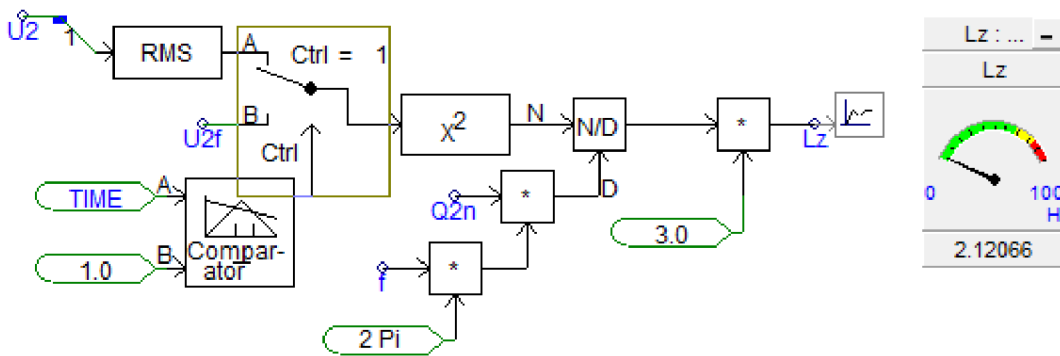 U2
1
RMS
A
Ctrl = 1
B
U2f
Ctrl
χ²
N
N/D
D
*
Lz
TIME
A
1.0
B
Compar-
ator
Q2n
*
f
*
2 Pi
3.0
Lz : ...
Lz
0
100
H
2.12066